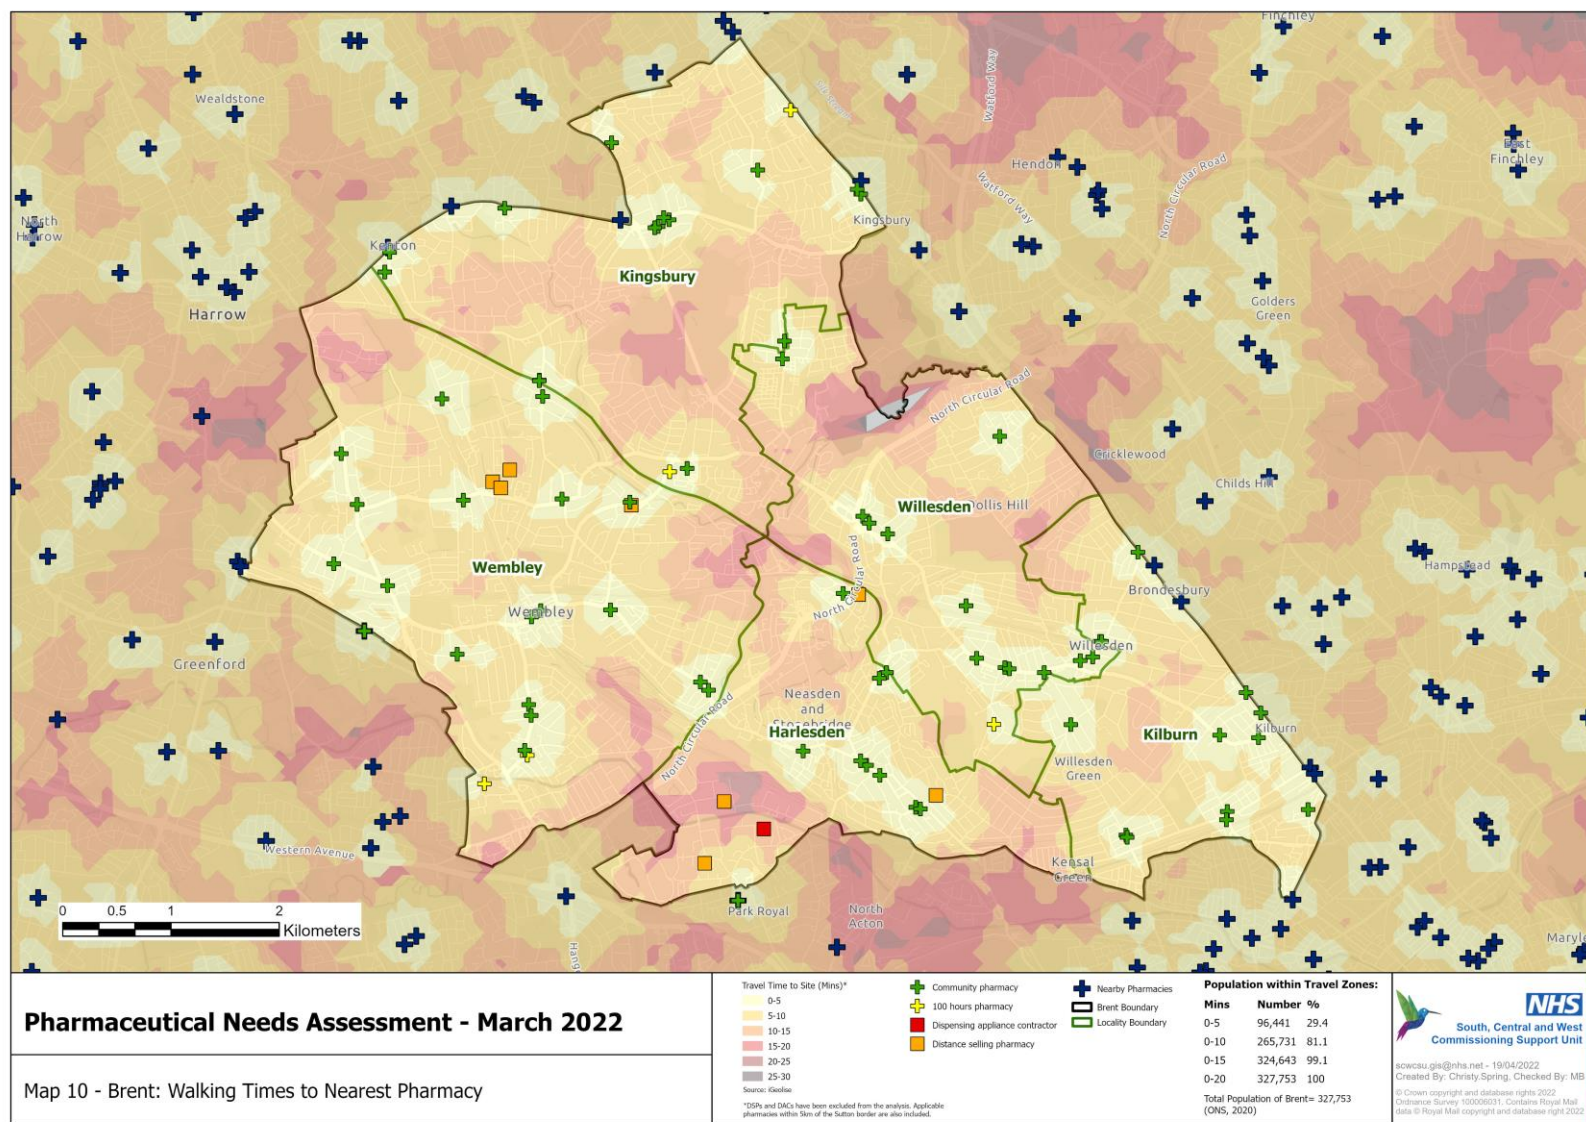 Finchley
Wealdstone
Watford Way
East
Finchley
Hendon
North Circular Road
Watford Way
North
Harrow
Kingsbury
Kenton
Kingsbury
Golders
Green
Harrow
North Circular Road
Cricklewood
Childs Hill
Willesden
Dollis Hill
North Circular Road
Hampstead
Wembley
Brondesbury
Wembley
Willesden
Greenford
Neasden
and
Stonebridge
Harlesden
Kilburn
Kilburn
North Circular Road
Willesden
Green
Western Avenue
Kensal
Green
Park Royal
North
Acton
0 0.5 1 2
Kilometers
Pharmaceutical Needs Assessment - March 2022
Map 10 - Brent: Walking Times to Nearest Pharmacy
Travel Time to Site (Mins)*
0-5
5-10
10-15
15-20
20-25
25-30
Source: iGeolise
*DSPs and DACs have been excluded from the analysis. Applicable
pharmacies within 5km of the Sutton border are also included.
Community pharmacy
100 hours pharmacy
Dispensing appliance contractor
Distance selling pharmacy
Nearby Pharmacies
Brent Boundary
Locality Boundary
Population within Travel Zones:
Mins Number %
0-5 96,441 29.4
0-10 265,731 81.1
0-15 324,643 99.1
0-20 327,753 100
Total Population of Brent= 327,753
(ONS, 2020)
NHS
South, Central and West
Commissioning Support Unit
scwcsu.gis@nhs.net - 19/04/2022
Created By: Christy.Spring, Checked By: MB
© Crown copyright and database rights 2022
Ordnance Survey 100006031. Contains Royal Mail
data © Royal Mail copyright and database right 2022